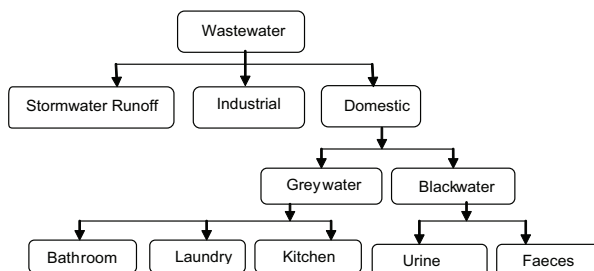 Wastewater
Stormwater Runoff
Industrial
Domestic
Greywater
Blackwater
Bathroom
Laundry
Kitchen
Urine
Faeces